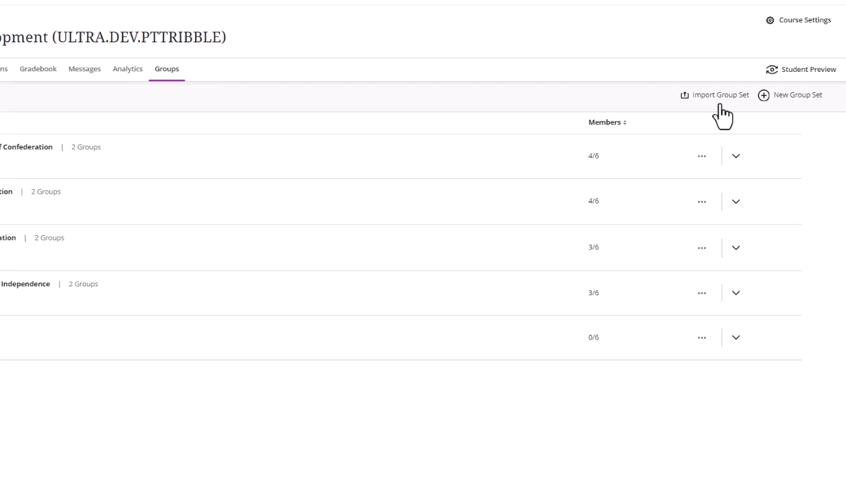 Course Settings
opment (ULTRA.DEV.PTTRIBBLE)
ns Gradebook Messages Analytics Groups
Student Preview
Import Group Set New Group Set
Members
f Confederation | 2 Groups
4/6
tion | 2 Groups
4/6
ation | 2 Groups
3/6
Independence | 2 Groups
3/6
0/6